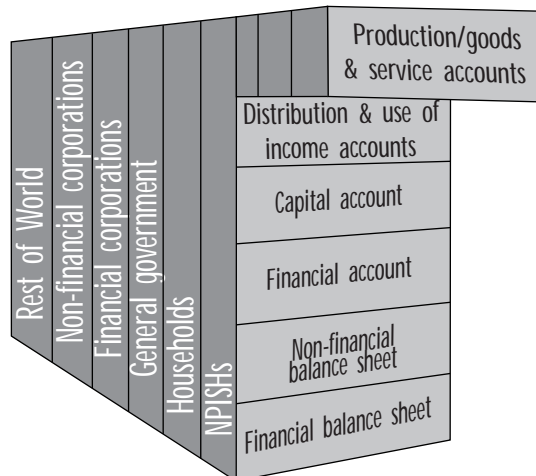 Production/goods
& service accounts
Distribution & use of
income accounts
Capital account
Financial account
Non-financial
balance sheet
Financial balance sheet
Rest of World
Non-financial corporations
Financial corporations
General government
Households
NPISHs